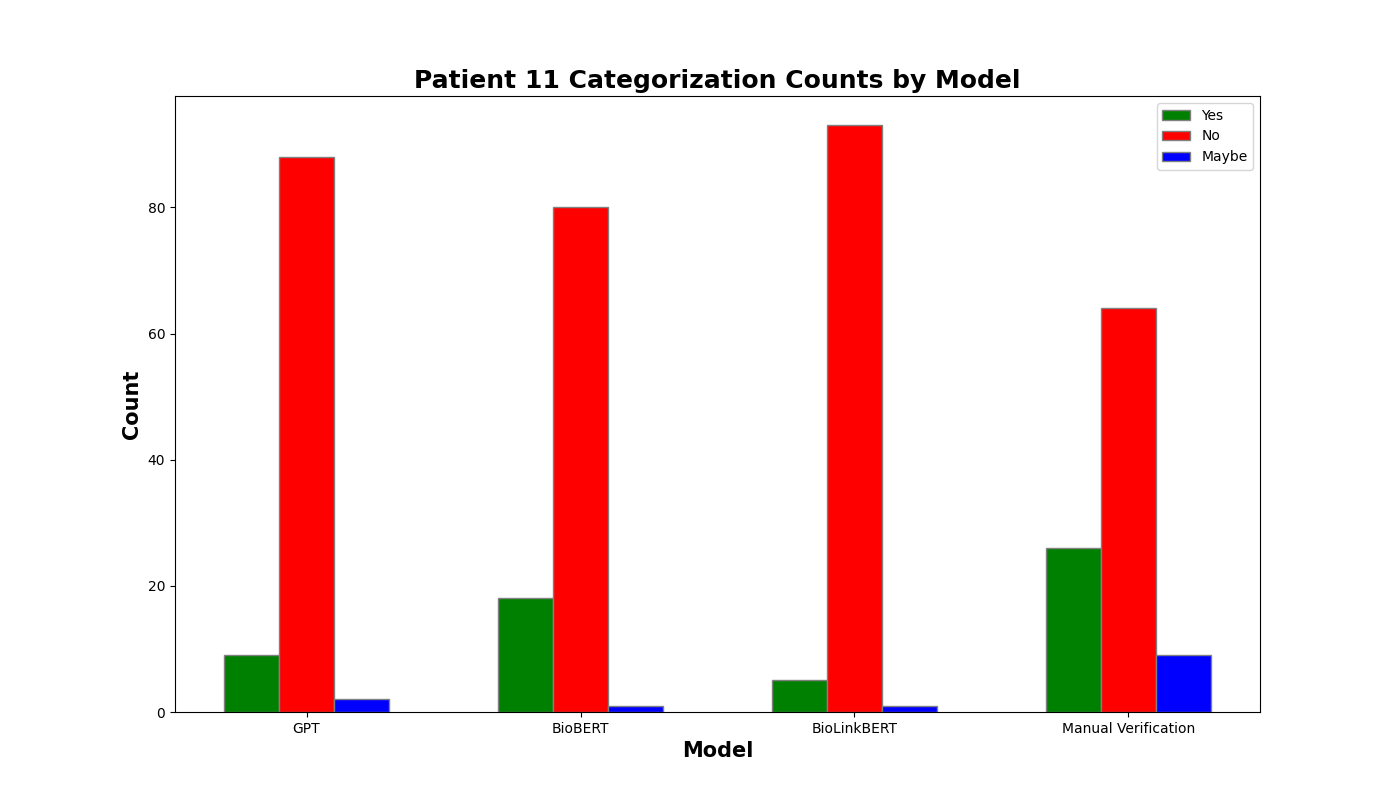 Patient 11 Categorization Counts by Model
Yes
No
Maybe
80
60
40
20
0
Count
GPT
BioBERT
BioLinkBERT
Manual Verification
Model